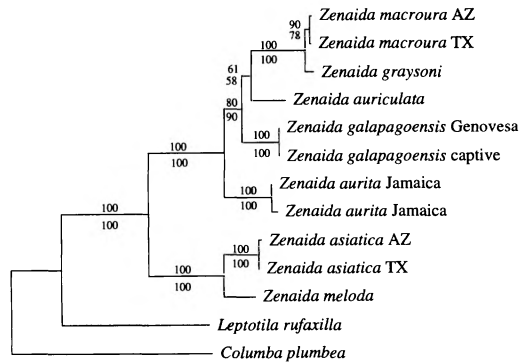 90
78
Zenaida macroura AZ
Zenaida macroura TX
100
100
Zenaida graysoni
61
58
Zenaida auriculata
80
90
100
100
Zenaida galapagoensis Genovesa
Zenaida galapagoensis captive
100
100
100
100
Zenaida aurita Jamaica
Zenaida aurita Jamaica
100
100
100
100
Zenaida asiatica AZ
Zenaida asiatica TX
100
100
Zenaida meloda
Leptotila rufaxilla
Columba plumbea